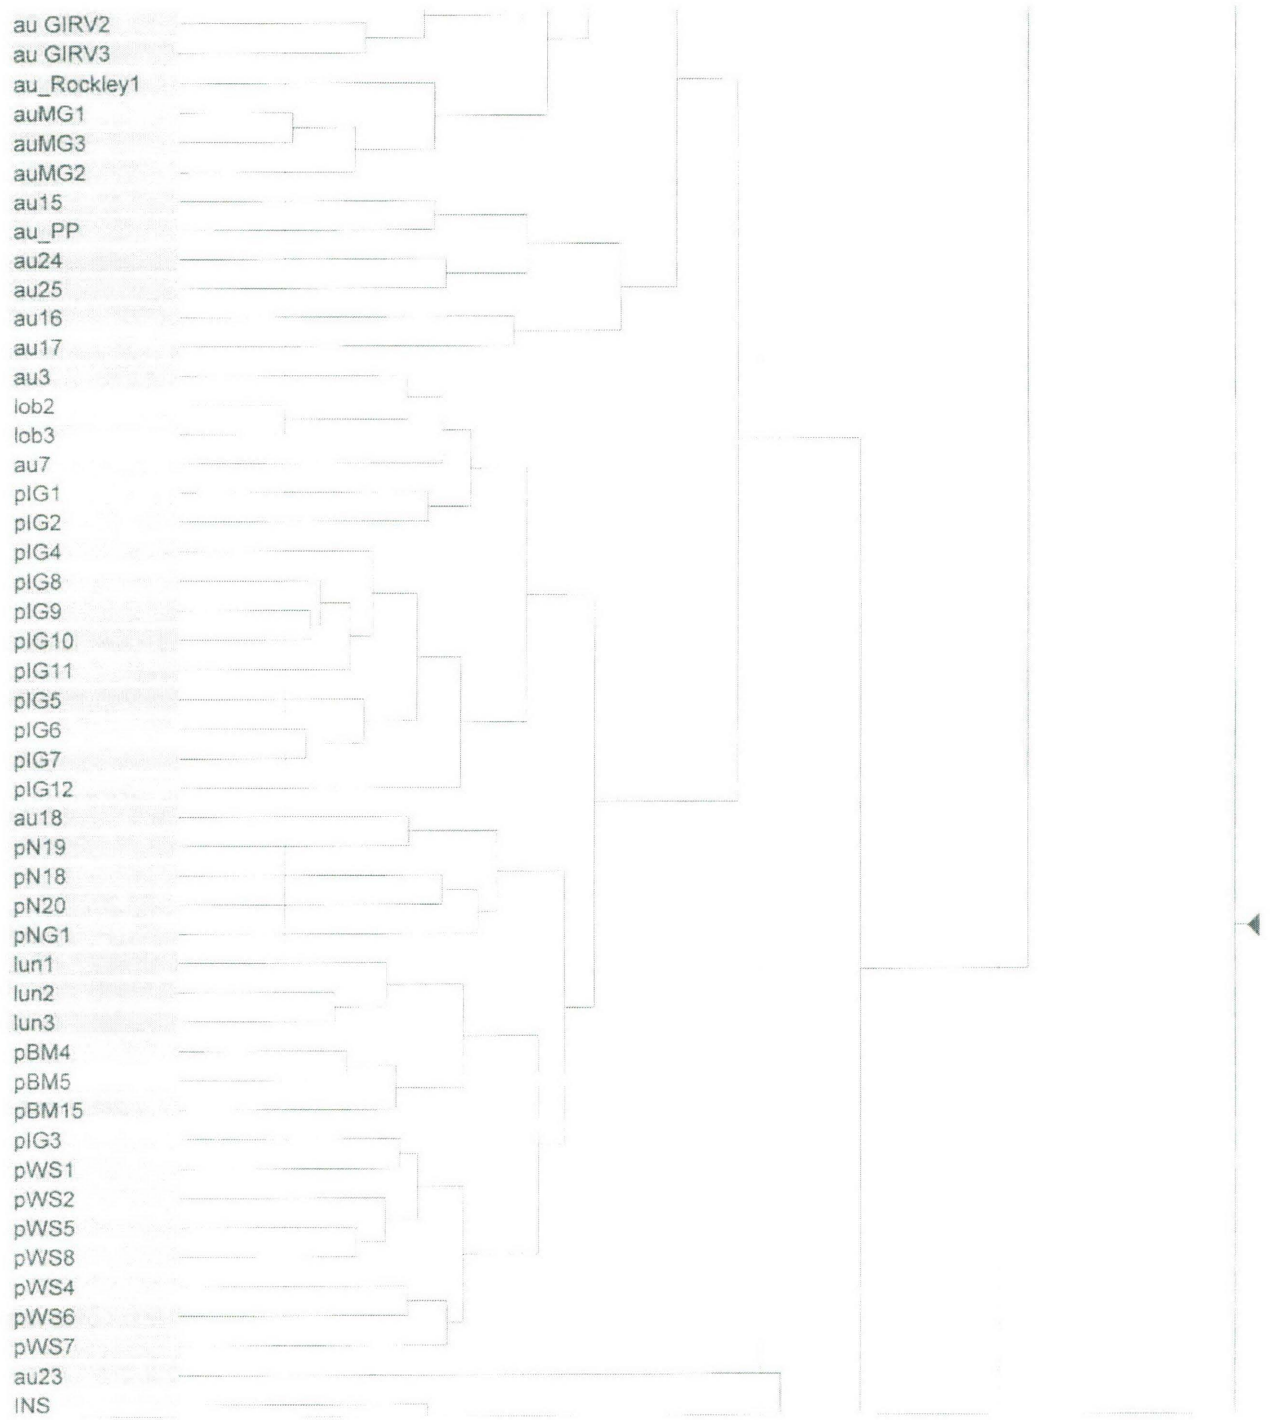 au GIRV2
au GIRV3
au_Rockley1
auMG1
auMG3
auMG2
au15
au_PP
au24
au25
au16
au17
au3
lob2
lob3
au7
pIG1
pIG2
pIG4
pIG8
pIG9
pIG10
pIG11
pIG5
pIG6
pIG7
pIG12
au18
pN19
pN18
pN20
pNG1
lun1
lun2
lun3
pBM4
pBM5
pBM15
pIG3
pWS1
pWS2
pWS5
pWS8
pWS4
pWS6
pWS7
au23
INS